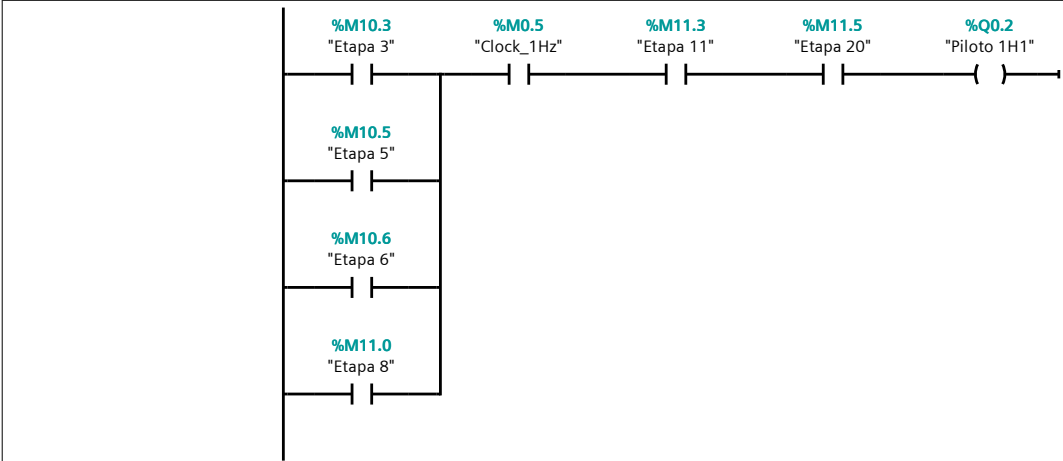 %M10.3 %M0.5 %M11.3 %M11.5 %Q0.2
"Etapa 3" "Clock_1Hz" "Etapa 11" "Etapa 20" "Piloto 1H1"
%M10.5
"Etapa 5"
%M10.6
"Etapa 6"
%M11.0
"Etapa 8"